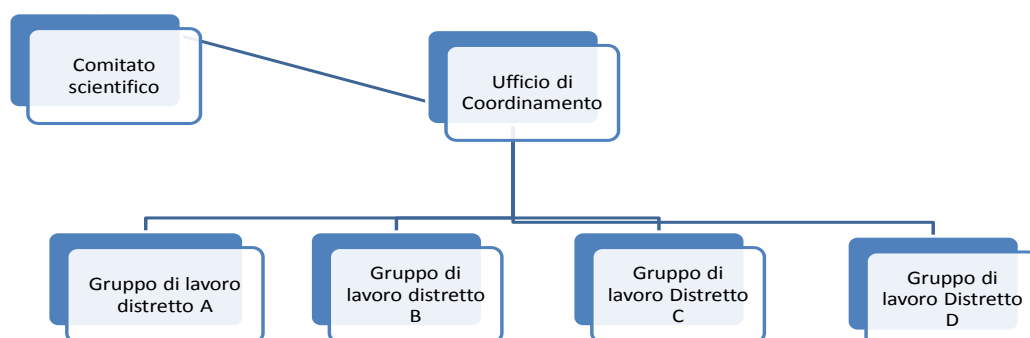 Comitato
scientifico
Ufficio di
Coordinamento
Gruppo di lavoro
distretto A
Gruppo di
lavoro distretto
B
Gruppo di
lavoro Distretto
C
Gruppo di
lavoro Distretto
D